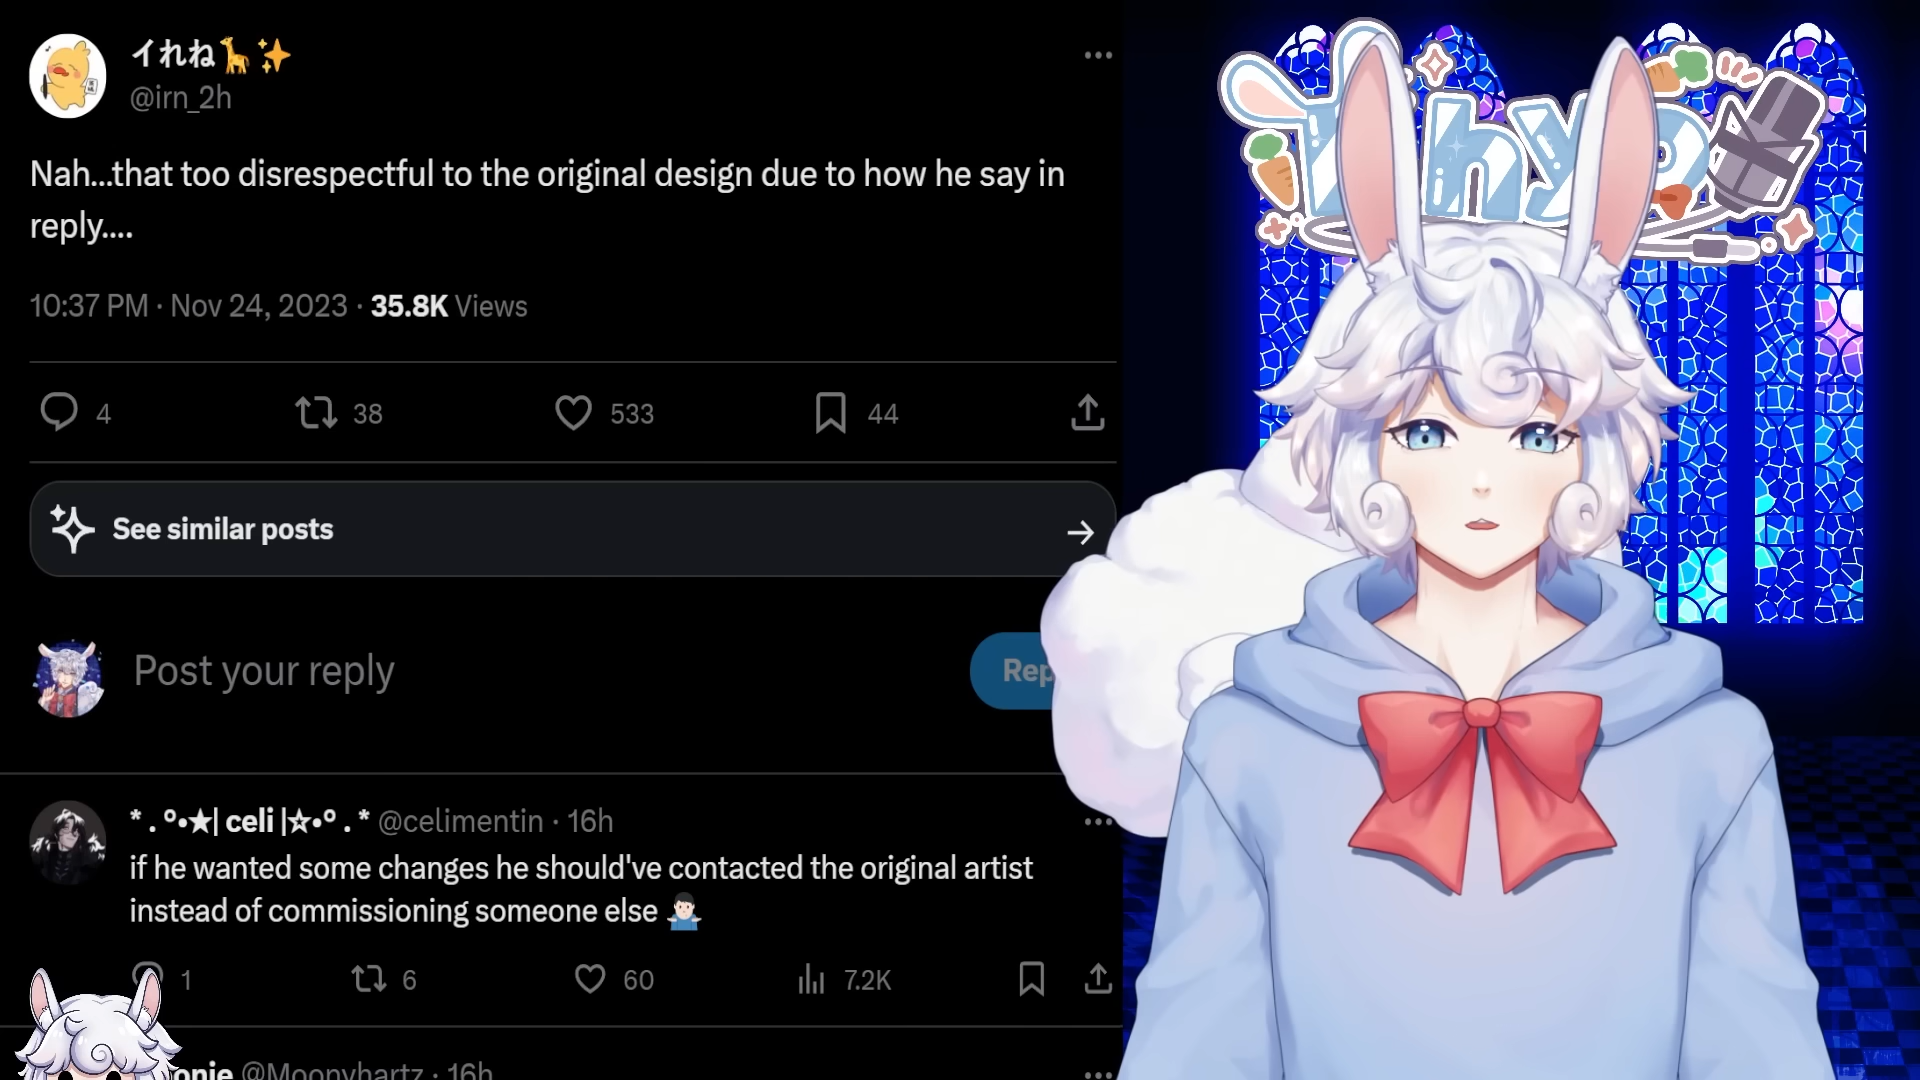 イれね🦒✨
@irn_2h
Nah...that too disrespectful to the original design due to how he say in
reply....
10:37 PM · Nov 24, 2023 · 35.8K Views
4 38 533 44
See similar posts
Post your reply
Rep
* . º•★| celi |☆•º . * @celimentin · 16h
if he wanted some changes he should've contacted the original artist
instead of commissioning someone else 🤷🏻‍♂️
1 6 60 7.2K
onie @Moonyhartz · 16h